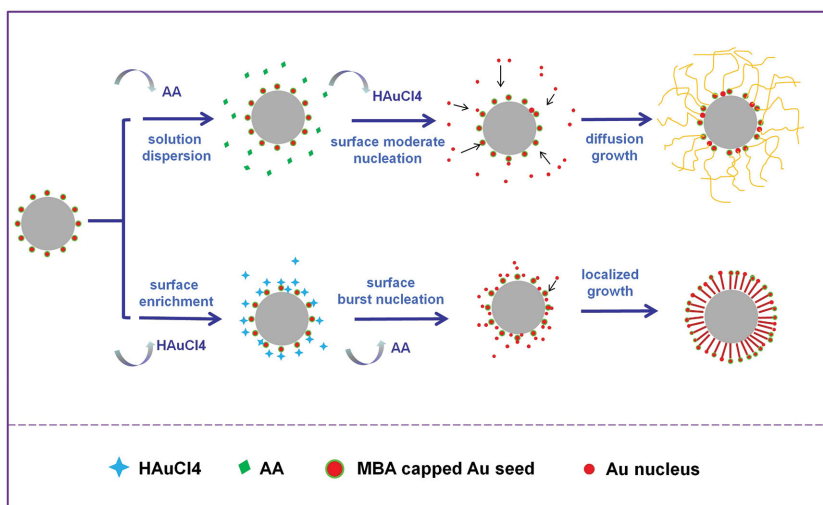 AA
solution
dispersion
HAuCl4
surface moderate
nucleation
diffusion
growth
surface
enrichment
HAuCl4
surface
burst nucleation
AA
localized
growth
HAuCl4
AA
MBA capped Au seed
Au nucleus